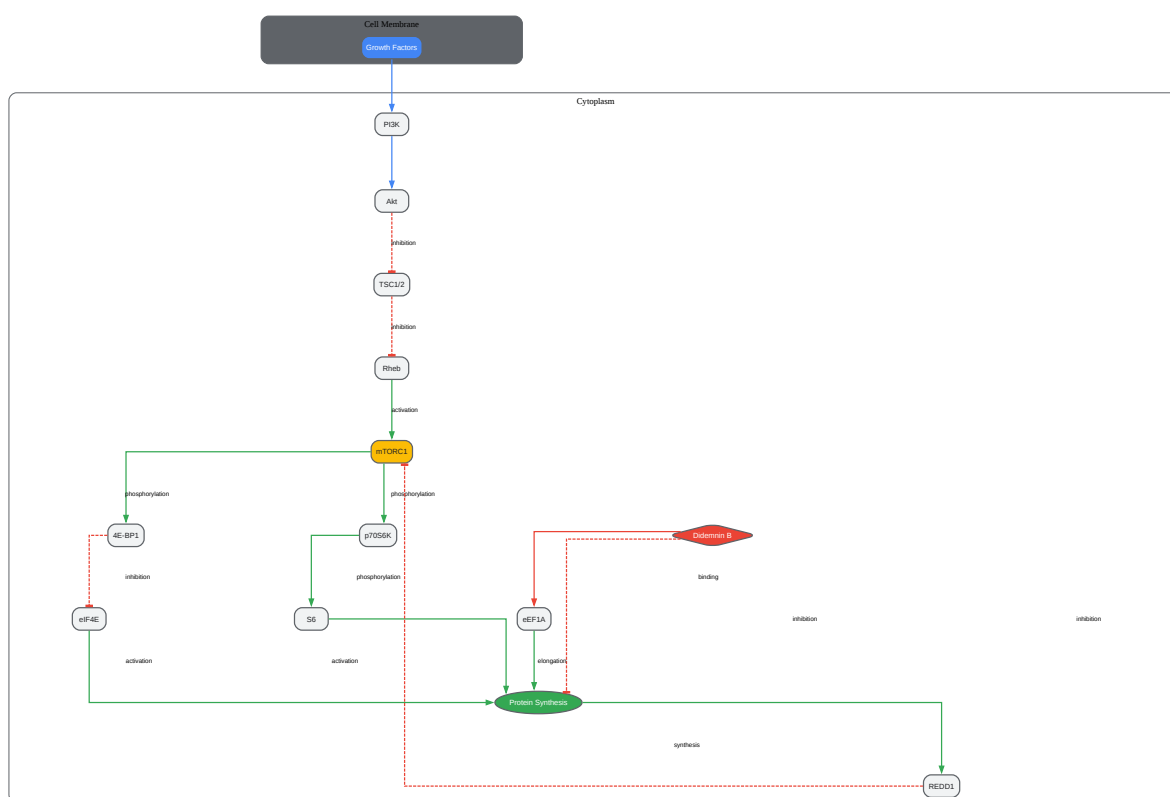 Cell Membrane
Growth Factors
Cytoplasm
PI3K
Akt
inhibition
TSC1/2
inhibition
Rheb
activation
mTORC1
phosphorylation
phosphorylation
4E-BP1
p70S6K
Didemnin B
inhibition
phosphorylation
binding
eIF4E
S6
eEF1A
inhibition
inhibition
activation
activation
elongation
Protein Synthesis
synthesis
REDD1